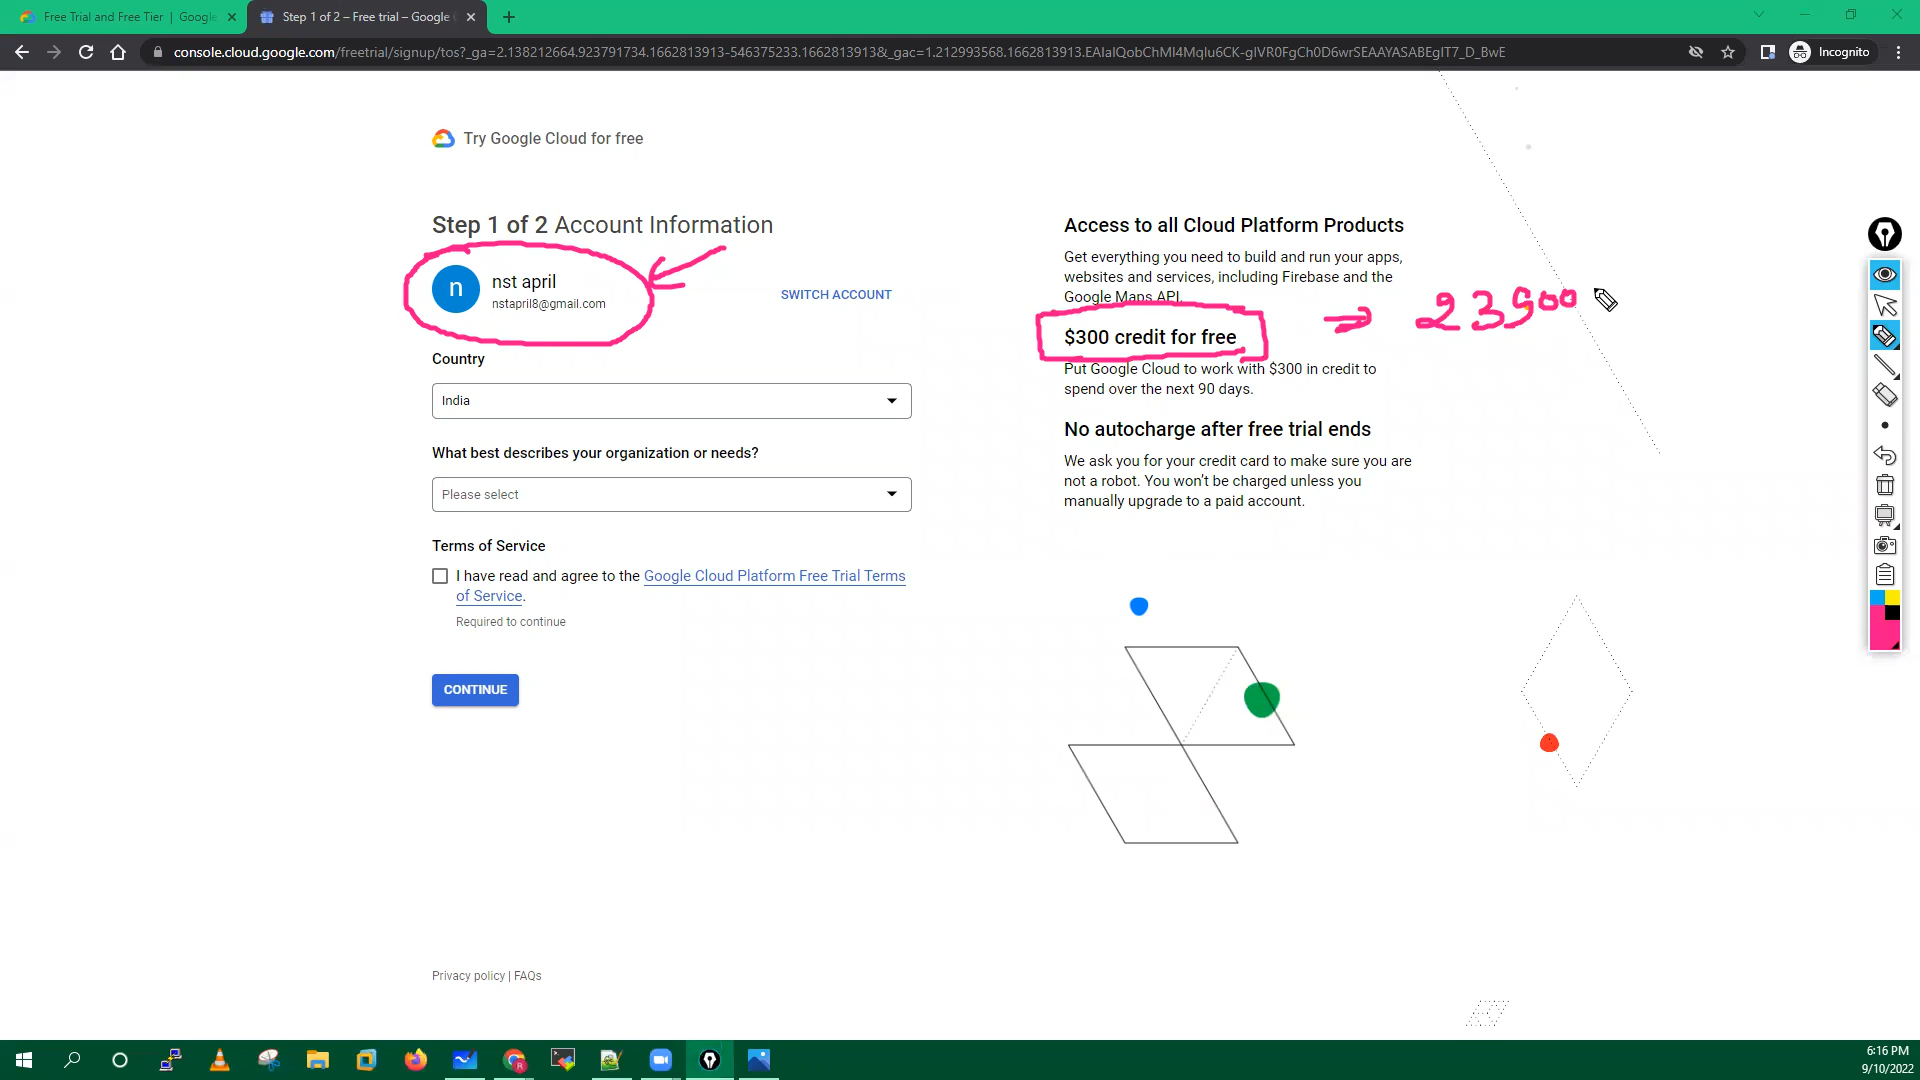 Free Trial and Free Tier | Google
Step 1 of 2 – Free trial – Google C
console.cloud.google.com/freetrial/signup/tos?_ga=2.138212664.923791734.1662813913-546375233.1662813913&_gac=1.212993568.1662813913.EAIaIQobChMI4Mqlu6CK-gIVR0FgCh0D6wrSEAAYASABEgIT7_D_BwE
Incognito
Try Google Cloud for free
Step 1 of 2 Account Information
n
nst april
nstapril8@gmail.com
SWITCH ACCOUNT
Country
India
What best describes your organization or needs?
Please select
Terms of Service
I have read and agree to the Google Cloud Platform Free Trial Terms
of Service.
Required to continue
CONTINUE
Privacy policy | FAQs
Access to all Cloud Platform Products
Get everything you need to build and run your apps,
websites and services, including Firebase and the
Google Maps API.
$300 credit for free
23900
Put Google Cloud to work with $300 in credit to
spend over the next 90 days.
No autocharge after free trial ends
We ask you for your credit card to make sure you are
not a robot. You won't be charged unless you
manually upgrade to a paid account.
6:16 PM
9/10/2022